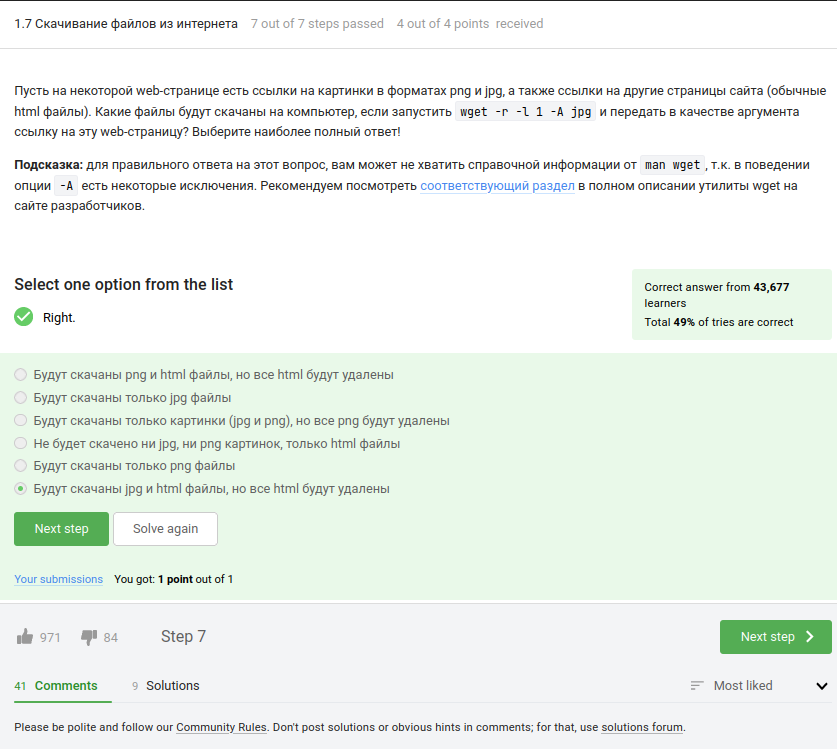 1.7 Скачивание файлов из интернета 7 out of 7 steps passed 4 out of 4 points received
Пусть на некоторой web-странице есть ссылки на картинки в форматах png и jpg, а также ссылки на другие страницы сайта (обычные
html файлы). Какие файлы будут скачаны на компьютер, если запустить wget -r -l 1 -A jpg и передать в качестве аргумента
ссылку на эту web-страницу? Выберите наиболее полный ответ!
Подсказка: для правильного ответа на этот вопрос, вам может не хватить справочной информации от man wget, т.к. в поведении
опции -A есть некоторые исключения. Рекомендуем посмотреть соответствующий раздел в полном описании утилиты wget на
сайте разработчиков.
Select one option from the list
Right.
Correct answer from 43,677
learners
Total 49% of tries are correct
Будут скачаны png и html файлы, но все html будут удалены
Будут скачаны только jpg файлы
Будут скачаны только картинки (jpg и png), но все png будут удалены
Не будет скачено ни jpg, ни png картинок, только html файлы
Будут скачаны только png файлы
Будут скачаны jpg и html файлы, но все html будут удалены
Next step Solve again
Your submissions You got: 1 point out of 1
971 84 Step 7 Next step
41 Comments 9 Solutions Most liked
Please be polite and follow our Community Rules. Don't post solutions or obvious hints in comments; for that, use solutions forum.